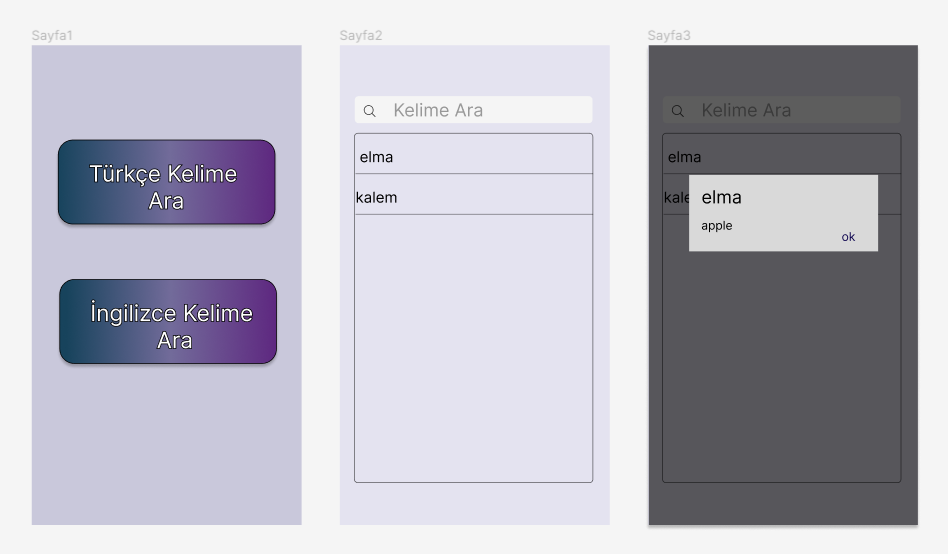 Sayfa1
Türkçe Kelime
Ara
İngilizce Kelime
Ara
Sayfa2
Kelime Ara
elma
kalem
Sayfa3
Kelime Ara
elma
kale
elma
apple
ok